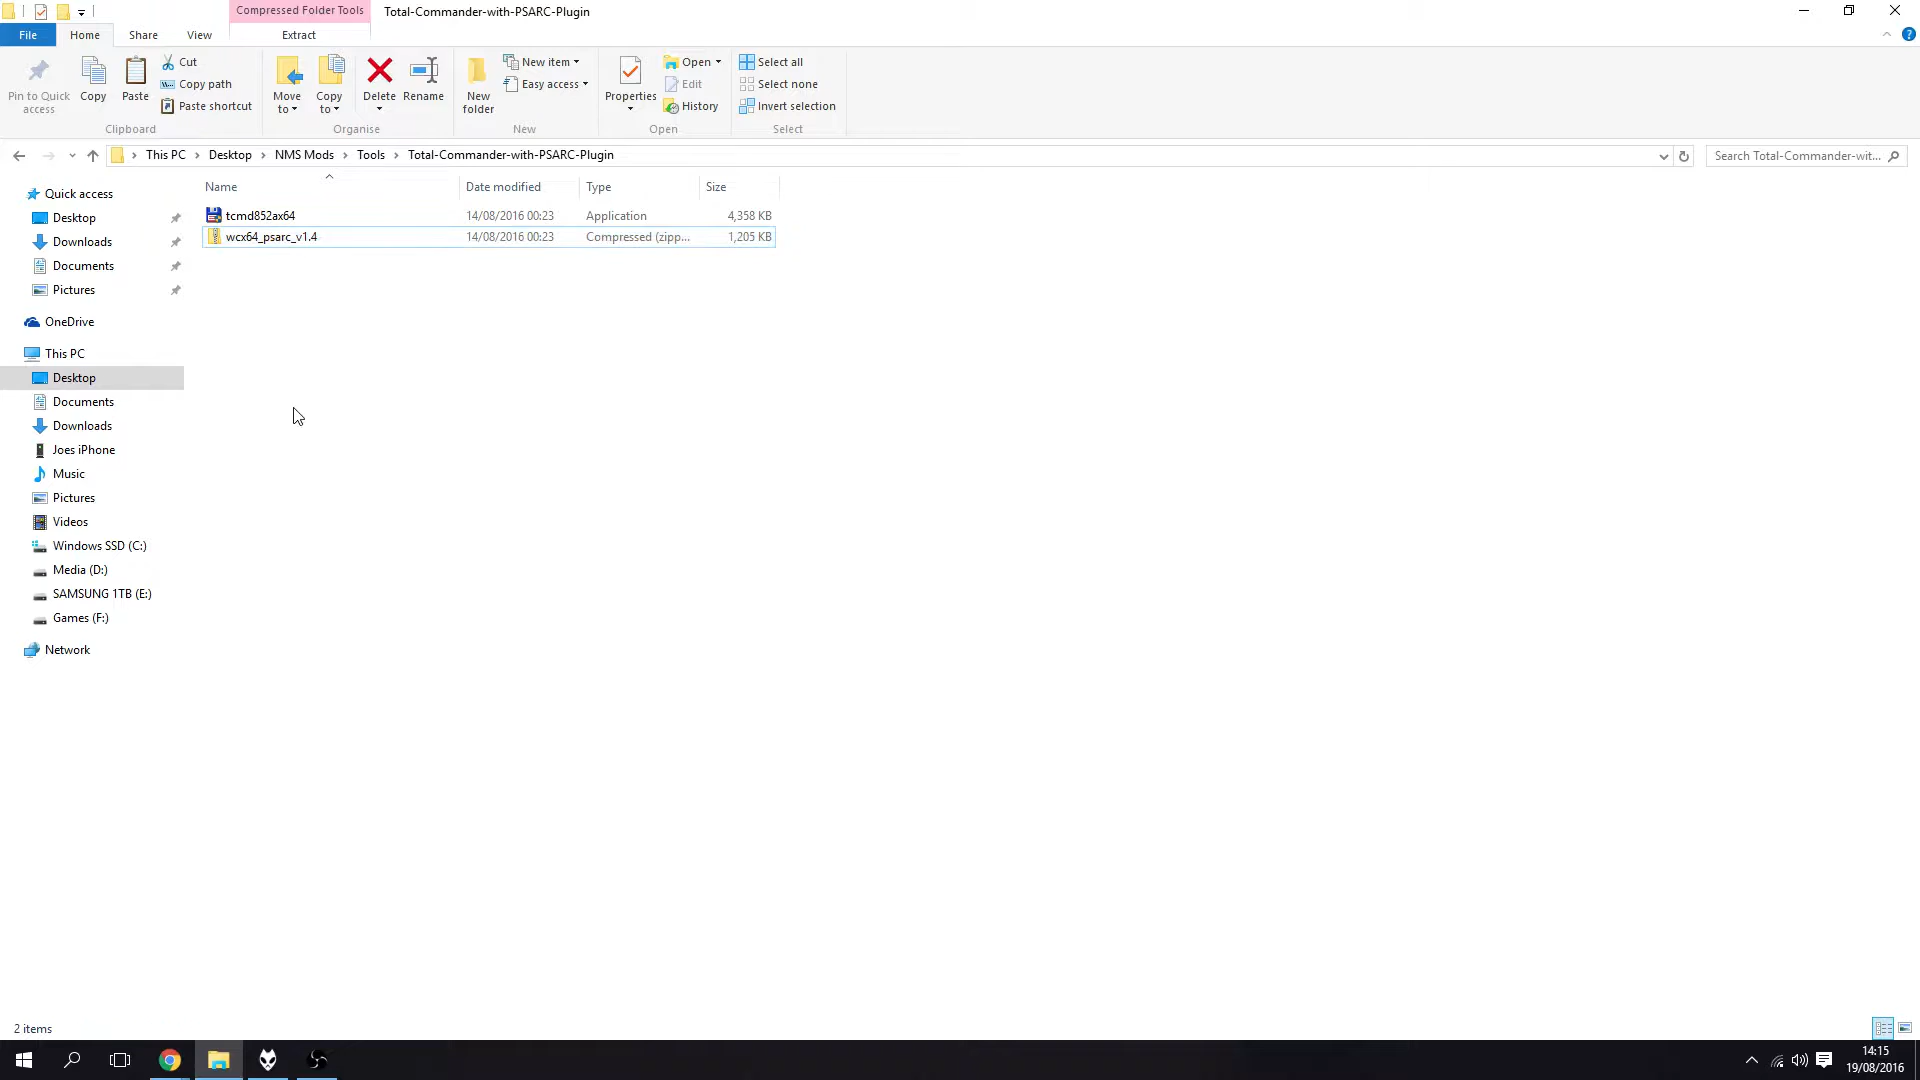 Compressed Folder Tools
Total-Commander-with-PSARC-Plugin
File
Home
Share
View
Extract
Pin to Quick
access
Copy
Paste
Cut
Copy path
Paste shortcut
Clipboard
Move
to
Copy
to
Delete
Rename
Organise
New
folder
New item
Easy access
New
Properties
Open
Edit
History
Open
Select all
Select none
Invert selection
Select
This PC
Desktop
NMS Mods
Tools
Total-Commander-with-PSARC-Plugin
Search Total-Commander-wit...
Name
Date modified
Type
Size
tcmd852ax64
14/08/2016 00:23
Application
4,358 KB
wcx64_psarc_v1.4
14/08/2016 00:23
Compressed (zipp...
1,205 KB
Quick access
Desktop
Downloads
Documents
Pictures
OneDrive
This PC
Desktop
Documents
Downloads
Joes iPhone
Music
Pictures
Videos
Windows SSD (C:)
Media (D:)
SAMSUNG 1TB (E:)
Games (F:)
Network
2 items
14:15
19/08/2016